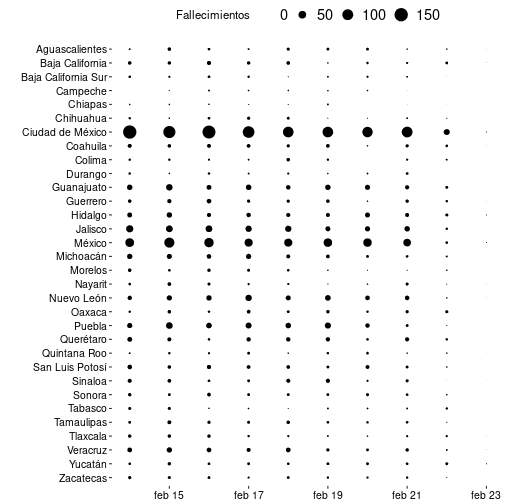 Fallecimientos 0 50 100 150
Aguascalientes
Baja California
Baja California Sur
Campeche
Chiapas
Chihuahua
Ciudad de México
Coahuila
Colima
Durango
Guanajuato
Guerrero
Hidalgo
Jalisco
México
Michoacán
Morelos
Nayarit
Nuevo León
Oaxaca
Puebla
Querétaro
Quintana Roo
San Luis Potosí
Sinaloa
Sonora
Tabasco
Tamaulipas
Tlaxcala
Veracruz
Yucatán
Zacatecas
feb 15 feb 17 feb 19 feb 21 feb 23